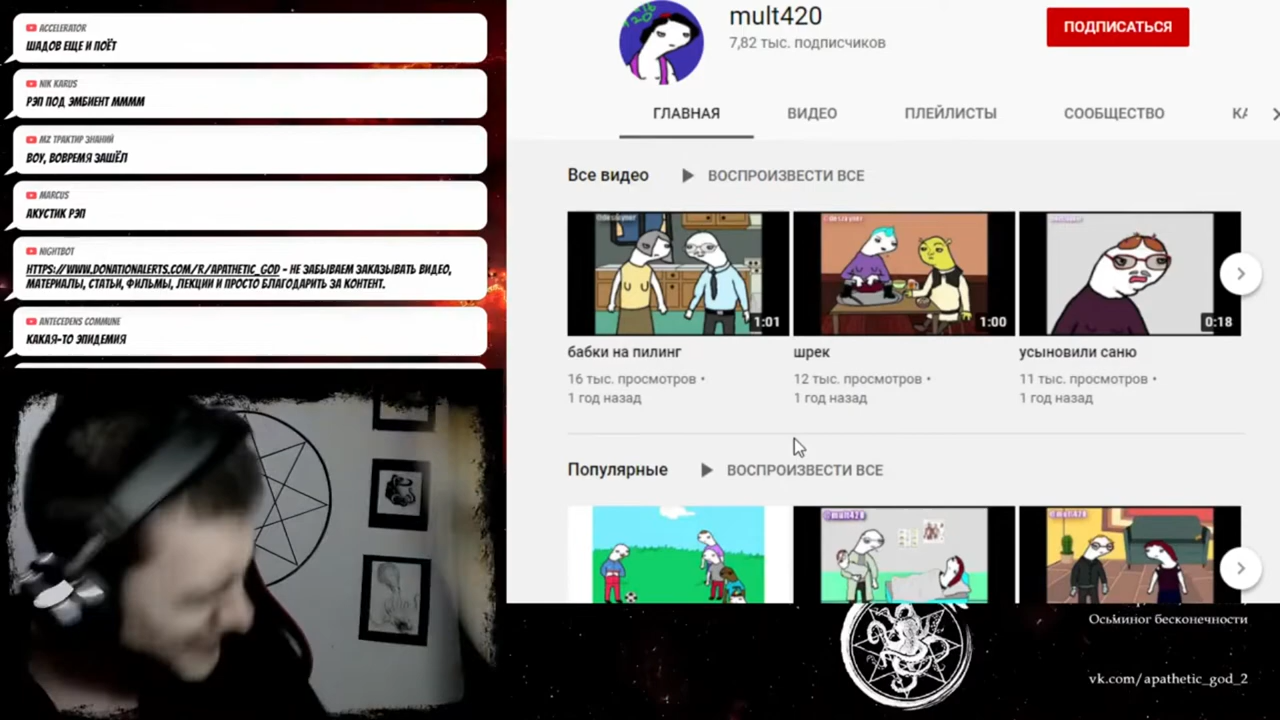 ACCELERATOR
ШАДОВ ЕЩЕ И ПОЁТ
NIK KARUS
РЭП ПОД ЭМБИЕНТ ММММ
MZ ТРАКТИР ЗНАНИЙ
ВОУ, ВОВРЕМЯ ЗАШЁЛ
MARCUS
АКУСТИК РЭП
NIGHTBOT
HTTPS://WWW.DONATIONALERTS.COM/R/APATHETIC_GOD - НЕ ЗАБЫВАЕМ ЗАКАЗЫВАТЬ ВИДЕО,
МАТЕРИАЛЫ, СТАТЬИ, ФИЛЬМЫ, ЛЕКЦИИ И ПРОСТО БЛАГОДАРИТЬ ЗА КОНТЕНТ.
ANTECEDENS COMMUNE
КАКАЯ-ТО ЭПИДЕМИЯ
mult420
7,82 тыс. подписчиков
ПОДПИСАТЬСЯ
ГЛАВНАЯ ВИДЕО ПЛЕЙЛИСТЫ СООБЩЕСТВО КА
Все видео ВОСПРОИЗВЕСТИ ВСЕ
1:01 1:00 0:18
бабки на пилинг шрек усыновили саню
16 тыс. просмотров • 12 тыс. просмотров • 11 тыс. просмотров •
1 год назад 1 год назад 1 год назад
Популярные ВОСПРОИЗВЕСТИ ВСЕ
@mult420 @mult420
Осьминог бесконечности
vk.com/apathetic_god_2